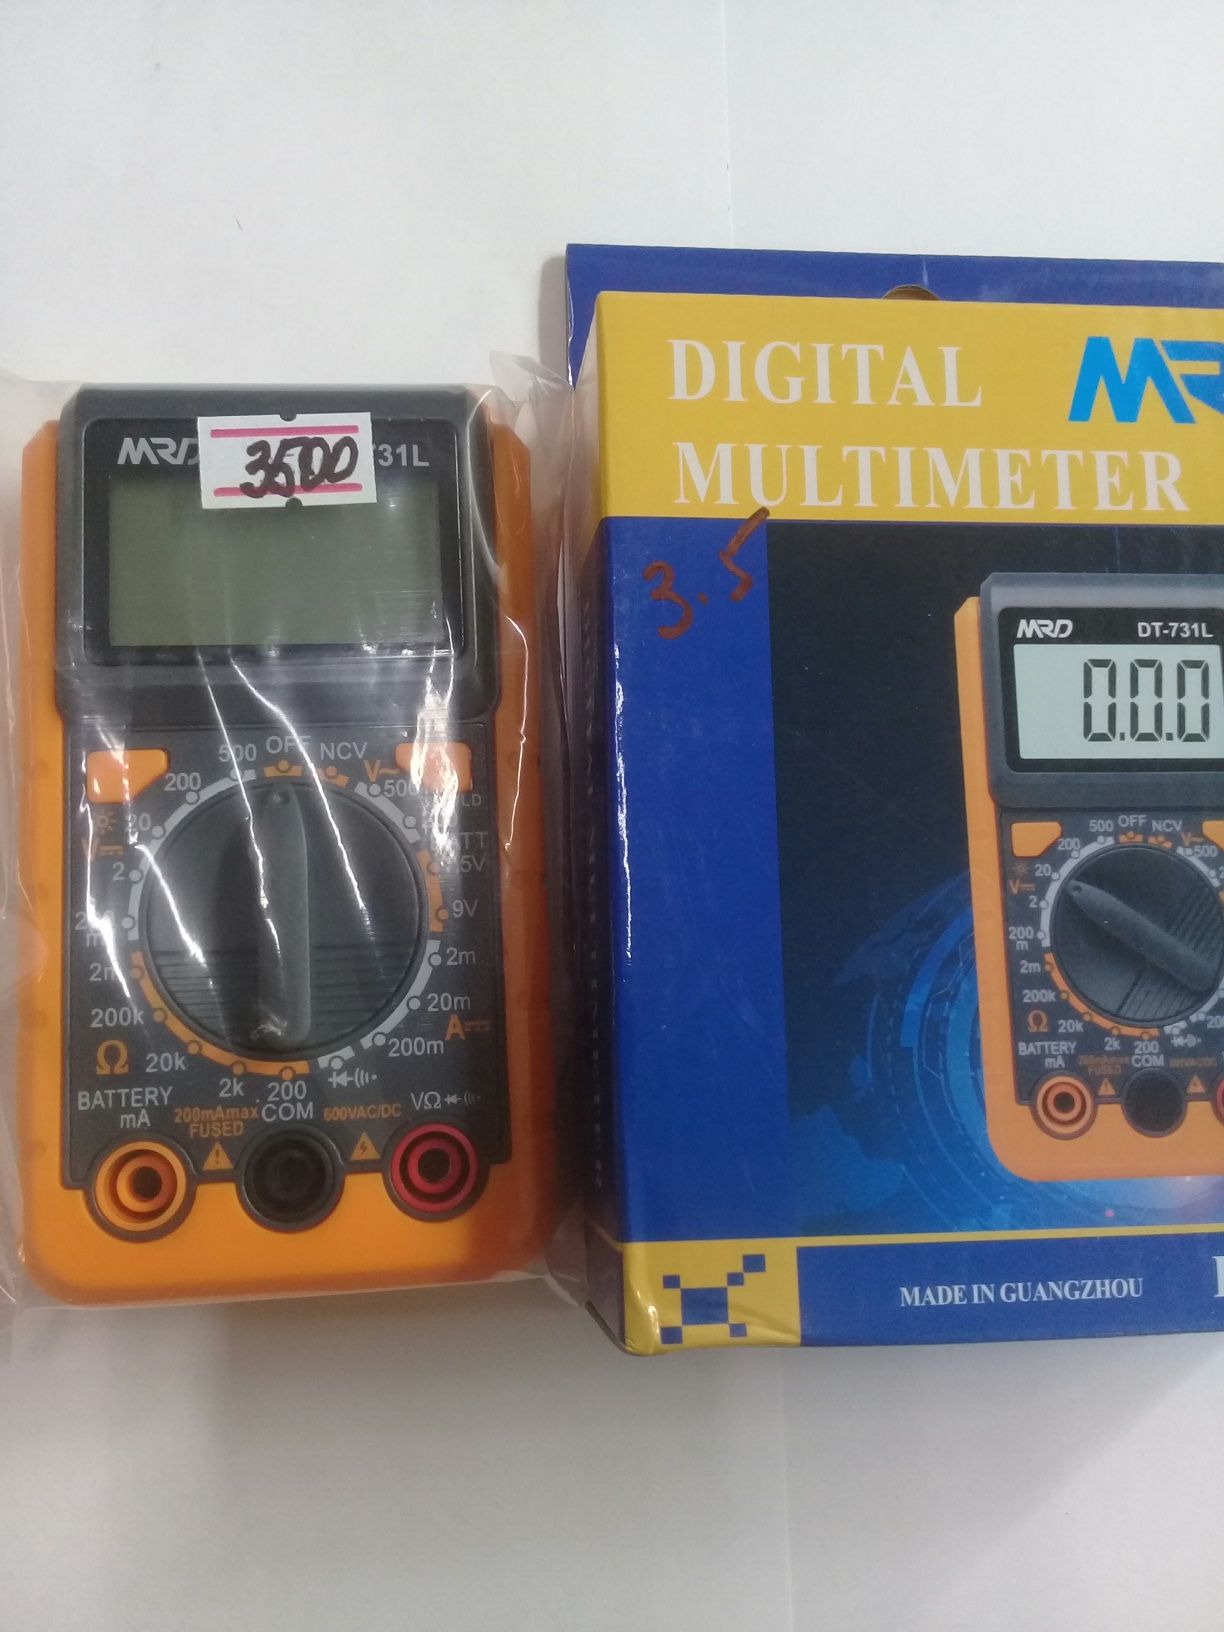 MRD
3500
31L
500 OFF NCV
V~
200
500
20
V
2
9V
2m
2m
200k
20m
A
Ω 20k
200m
2k
200
BATTERY
mA
200mAmax
FUSED
COM
600VAC/DC
VΩ
DIGITAL
MULTIMETER
3.5
MRD DT-731L
0.0.0
500 OFF NCV
V~
200
500
20
V
2
200
m
2m
200k
Ω 20k
2k
200
BATTERY
mA
200mAmax
FUSED
COM
MADE IN GUANGZHOU